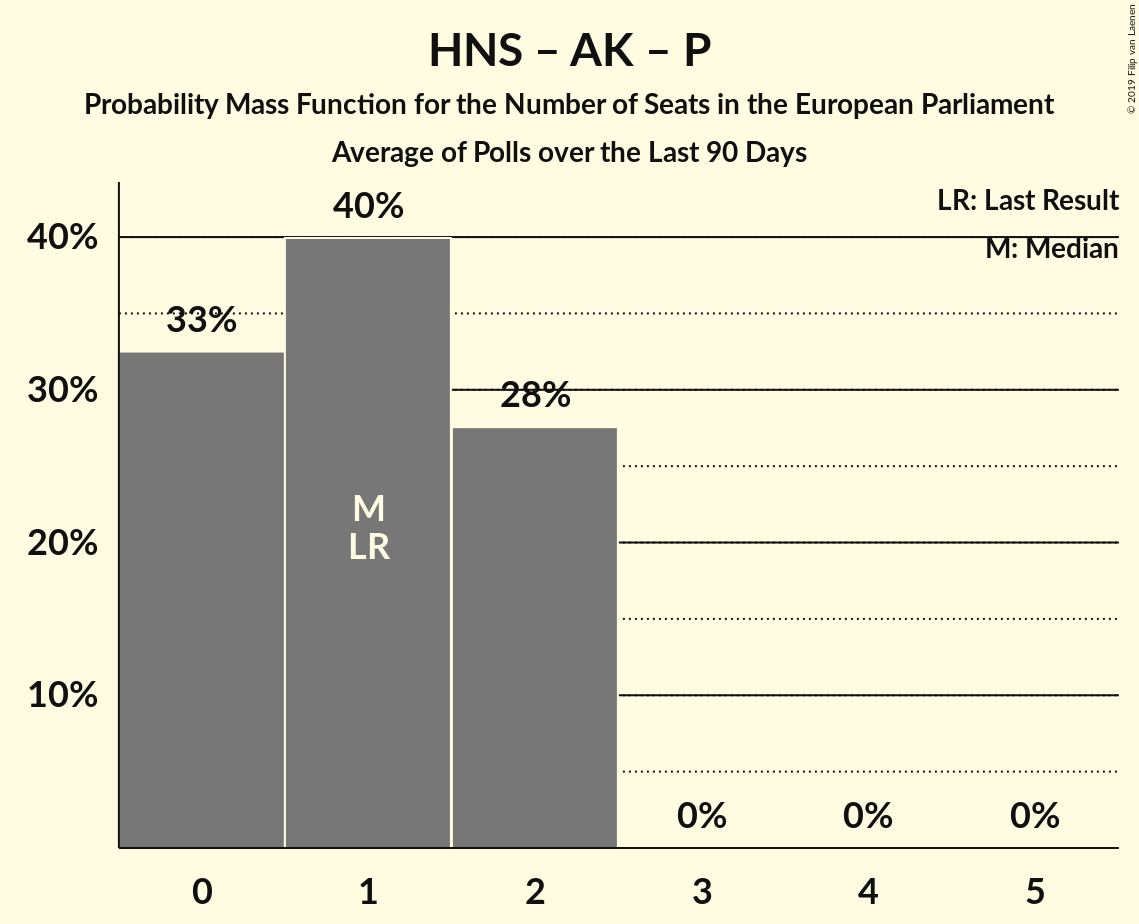 HNS – AK – P
Probability Mass Function for the Number of Seats in the European Parliament
Average of Polls over the Last 90 Days
© 2019 Filip van Laenen
LR: Last Result
M: Median
40%
30%
20%
10%
33%
40%
28%
0%
0%
0%
M
LR
0
1
2
3
4
5